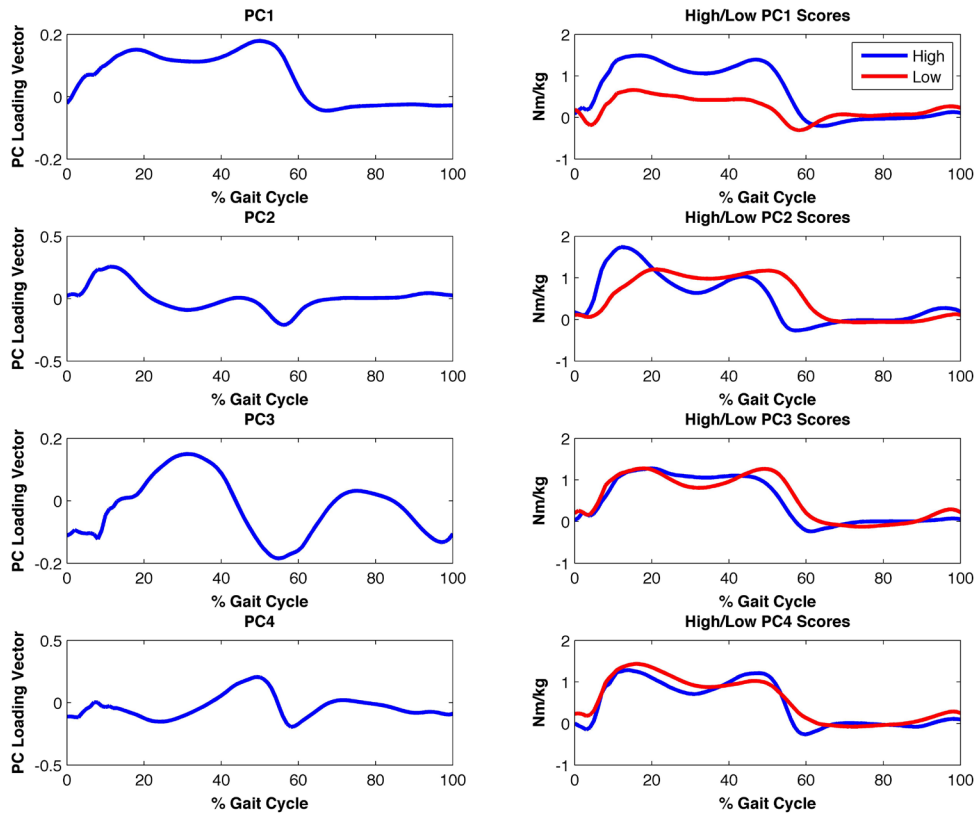 PC1
High/Low PC1 Scores
PC Loading Vector
0.2
0
-0.2
0 20 40 60 80 100
% Gait Cycle
Nm/kg
2
1
0
-1
High
Low
0 20 40 60 80 100
% Gait Cycle
PC2
High/Low PC2 Scores
PC Loading Vector
0.5
0
-0.5
0 20 40 60 80 100
% Gait Cycle
Nm/kg
2
1
0
-1
0 20 40 60 80 100
% Gait Cycle
PC3
High/Low PC3 Scores
PC Loading Vector
0.2
0
-0.2
0 20 40 60 80 100
% Gait Cycle
Nm/kg
2
1
0
-1
0 20 40 60 80 100
% Gait Cycle
PC4
High/Low PC4 Scores
PC Loading Vector
0.5
0
-0.5
0 20 40 60 80 100
% Gait Cycle
Nm/kg
2
1
0
-1
0 20 40 60 80 100
% Gait Cycle